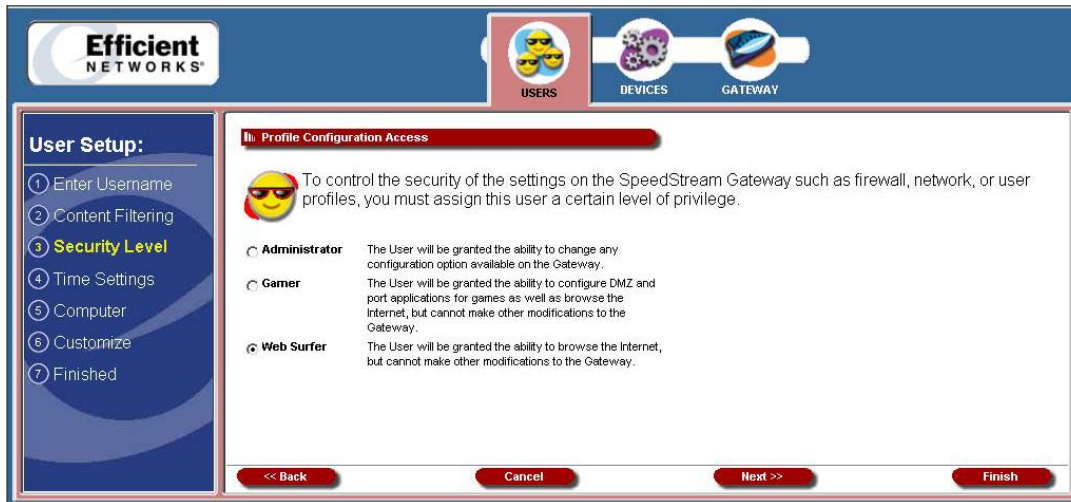 Efficient
NETWORKS®
USERS
DEVICES
GATEWAY
User Setup:
1 Enter Username
2 Content Filtering
3 Security Level
4 Time Settings
5 Computer
6 Customize
7 Finished
Profile Configuration Access
To control the security of the settings on the SpeedStream Gateway such as firewall, network, or user
profiles, you must assign this user a certain level of privilege.
Administrator
The User will be granted the ability to change any
configuration option available on the Gateway.
Gamer
The User will be granted the ability to configure DMZ and
port applications for games as well as browse the
Internet, but cannot make other modifications to the
Gateway.
Web Surfer
The User will be granted the ability to browse the Internet,
but cannot make other modifications to the Gateway.
<< Back
Cancel
Next >>
Finish